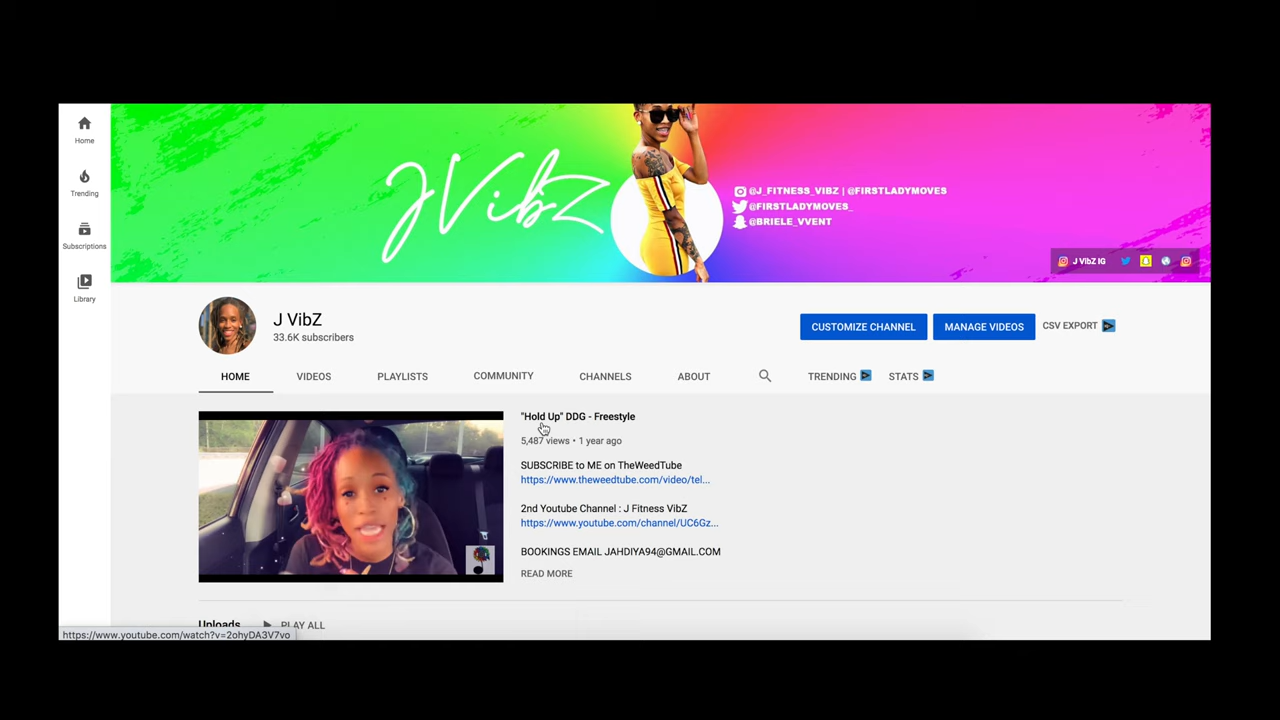 Home
Trending
Subscriptions
Library
JVibZ
@J_FITNESS_VIBZ | @FIRSTLADYMOVES
@FIRSTLADYMOVES_
@BRIELE_VVENT
J VibZ IG
J VibZ
33.6K subscribers
CUSTOMIZE CHANNEL
MANAGE VIDEOS
CSV EXPORT
HOME
VIDEOS
PLAYLISTS
COMMUNITY
CHANNELS
ABOUT
TRENDING
STATS
"Hold Up" DDG - Freestyle
5,487 views • 1 year ago
SUBSCRIBE to ME on TheWeedTube
https://www.theweedtube.com/video/tel...
2nd Youtube Channel : J Fitness VibZ
https://www.youtube.com/channel/UC6Gz...
BOOKINGS EMAIL JAHDIYA94@GMAIL.COM
READ MORE
Uploads
PLAY ALL
https://www.youtube.com/watch?v=2ohyDA3V7vo